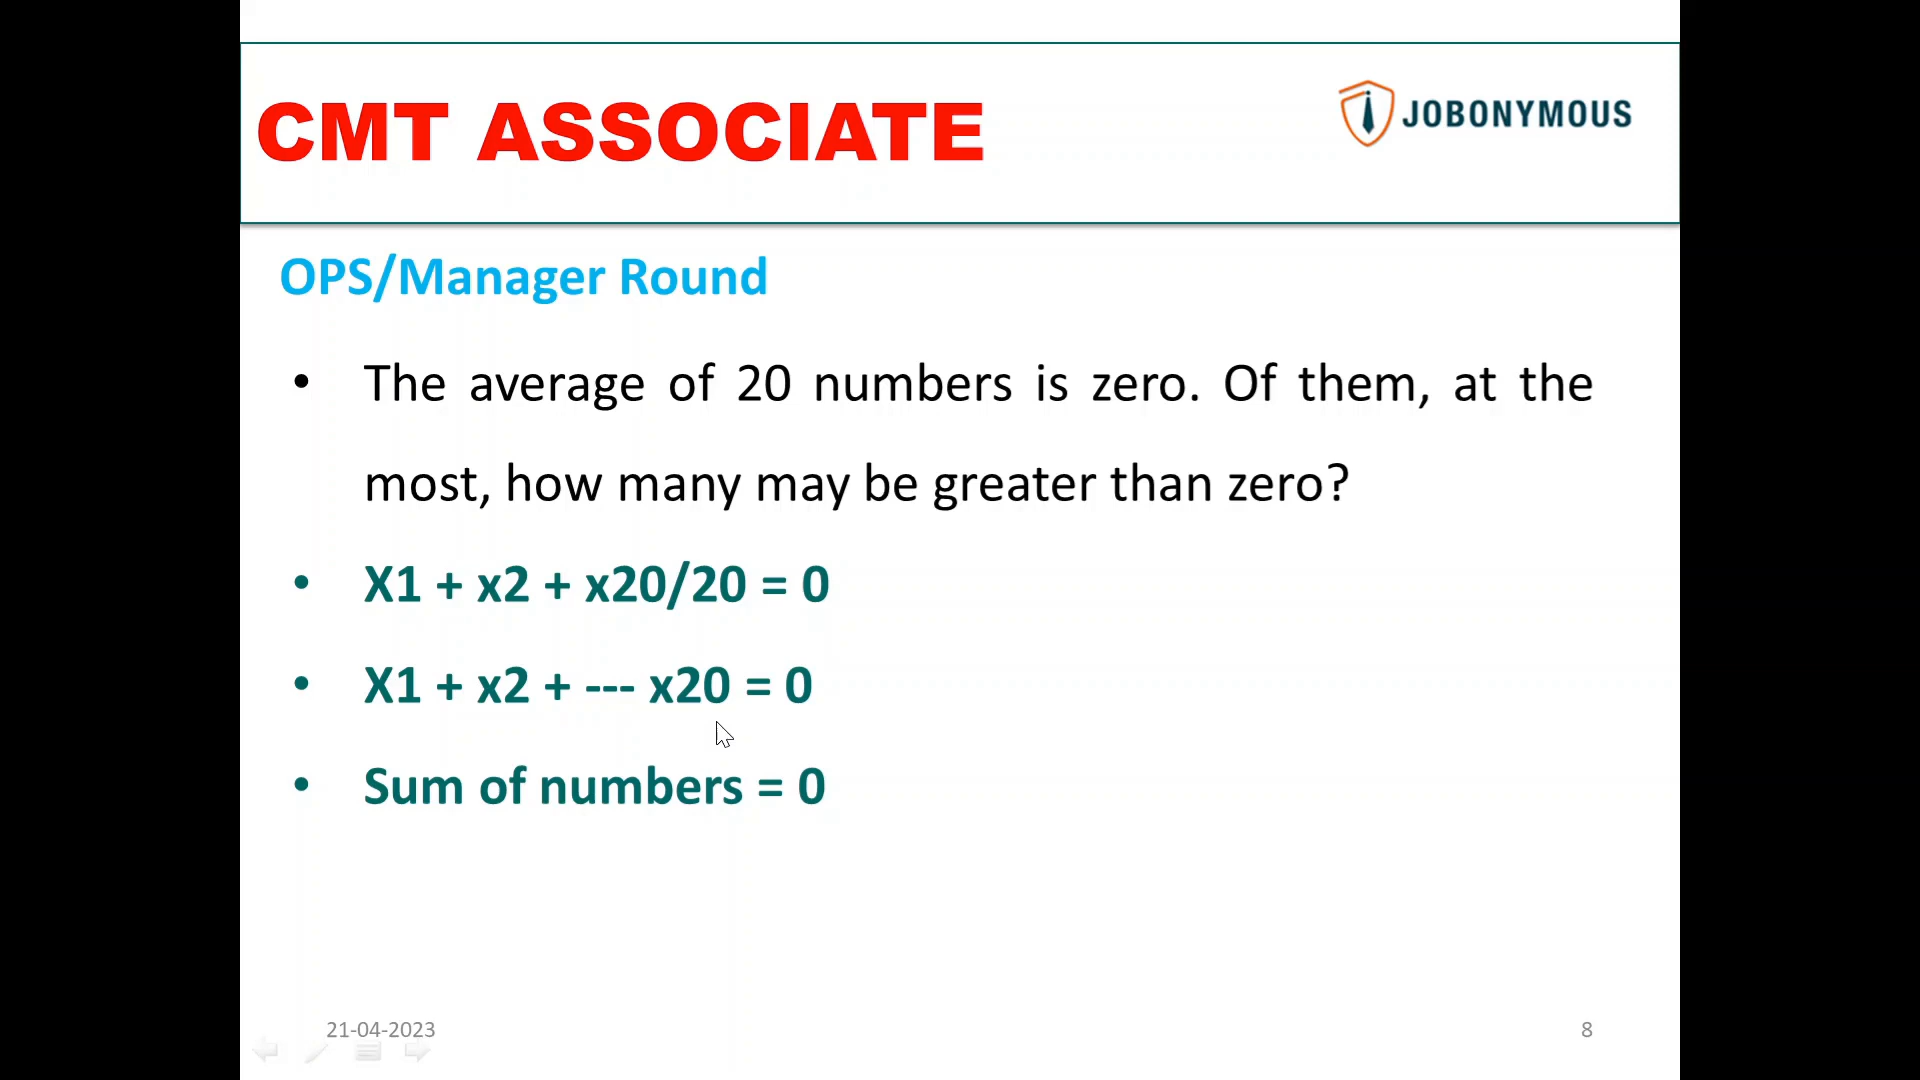 CMT ASSOCIATE
JOBONYMOUS
OPS/Manager Round
• The average of 20 numbers is zero. Of them, at the
most, how many may be greater than zero?
• X1 + x2 + x20/20 = 0
• X1 + x2 + --- x20 = 0
• Sum of numbers = 0
21-04-2023
8